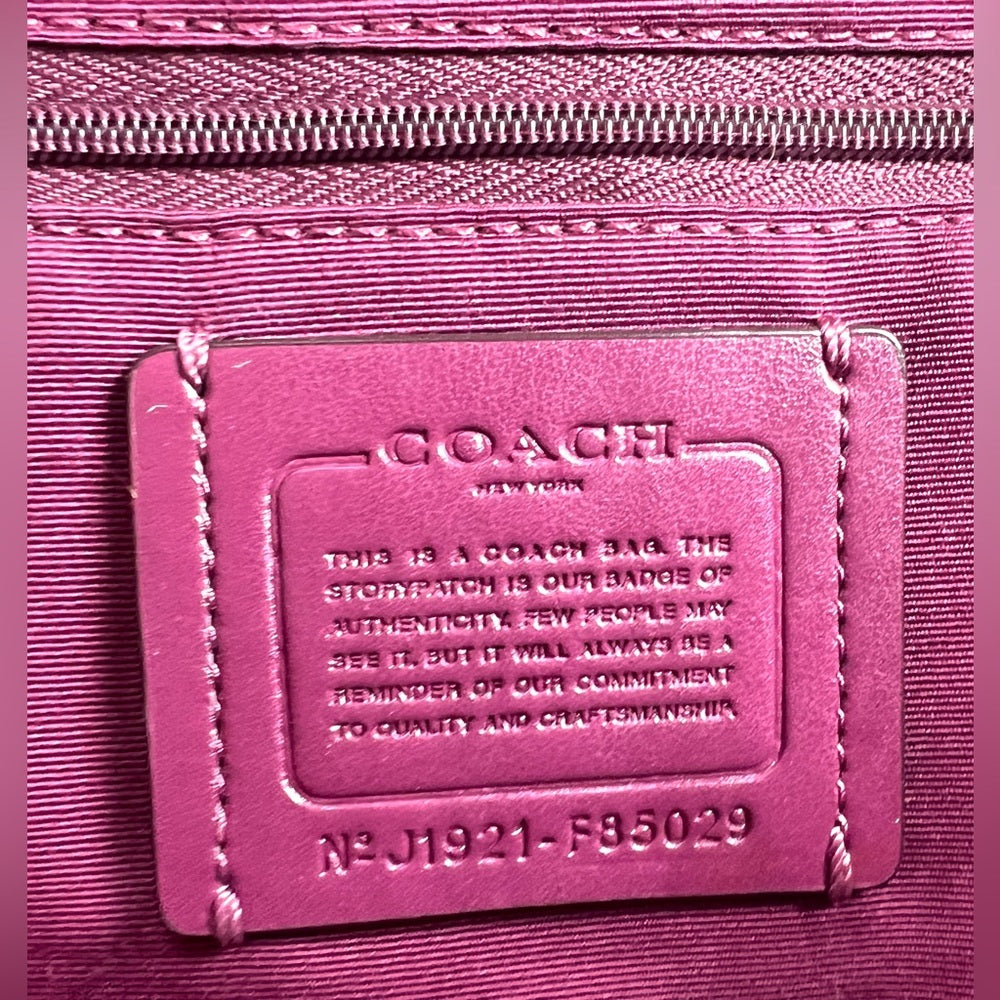 COACH
NEW YORK
THIS IS A COACH BAG. THE
STORYPATCH IS OUR BADGE OF
AUTHENTICITY. FEW PEOPLE MAY
SEE IT, BUT IT WILL ALWAYS BE A
REMINDER OF OUR COMMITMENT
TO QUALITY AND CRAFTSMANSHIP.
Nº J1921-F85029